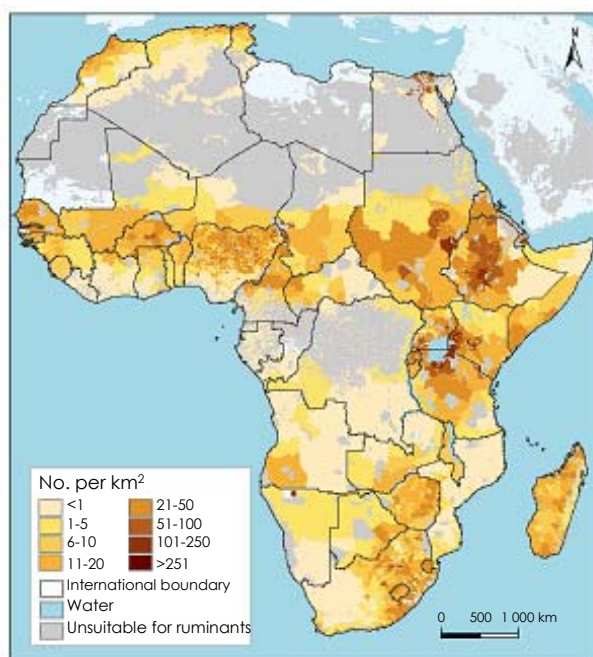 N
No. per km²
<1
1-5
6-10
11-20
21-50
51-100
101-250
>251
International boundary
Water
Unsuitable for ruminants
0 500 1 000 km